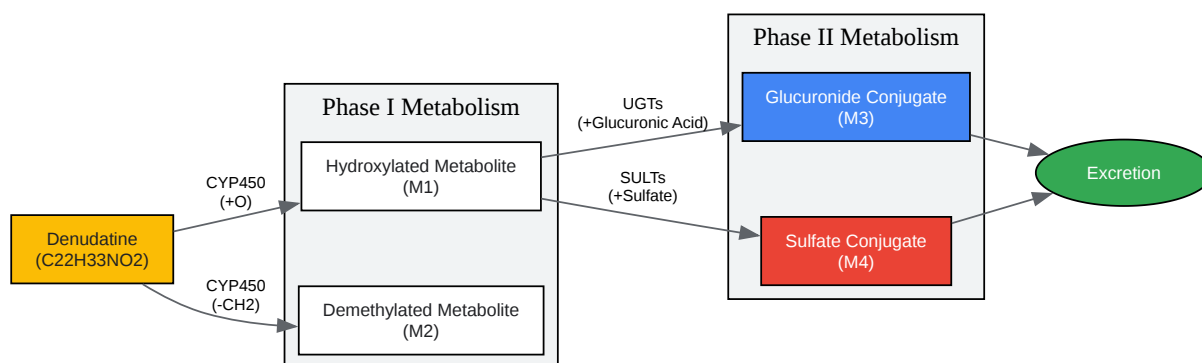 Phase II Metabolism
Phase I Metabolism
Glucuronide Conjugate
(M3)
UGTs
(+Glucuronic Acid)
Hydroxylated Metabolite
(M1)
Excretion
SULTs
(+Sulfate)
CYP450
(+O)
Denudatine
(C22H33NO2)
Sulfate Conjugate
(M4)
CYP450
(-CH2)
Demethylated Metabolite
(M2)